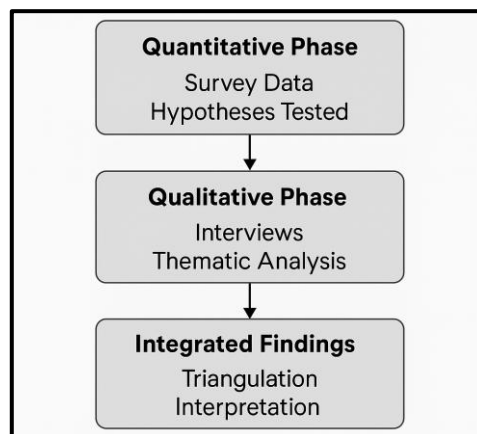 Quantitative Phase
Survey Data
Hypotheses Tested
Qualitative Phase
Interviews
Thematic Analysis
Integrated Findings
Triangulation
Interpretation